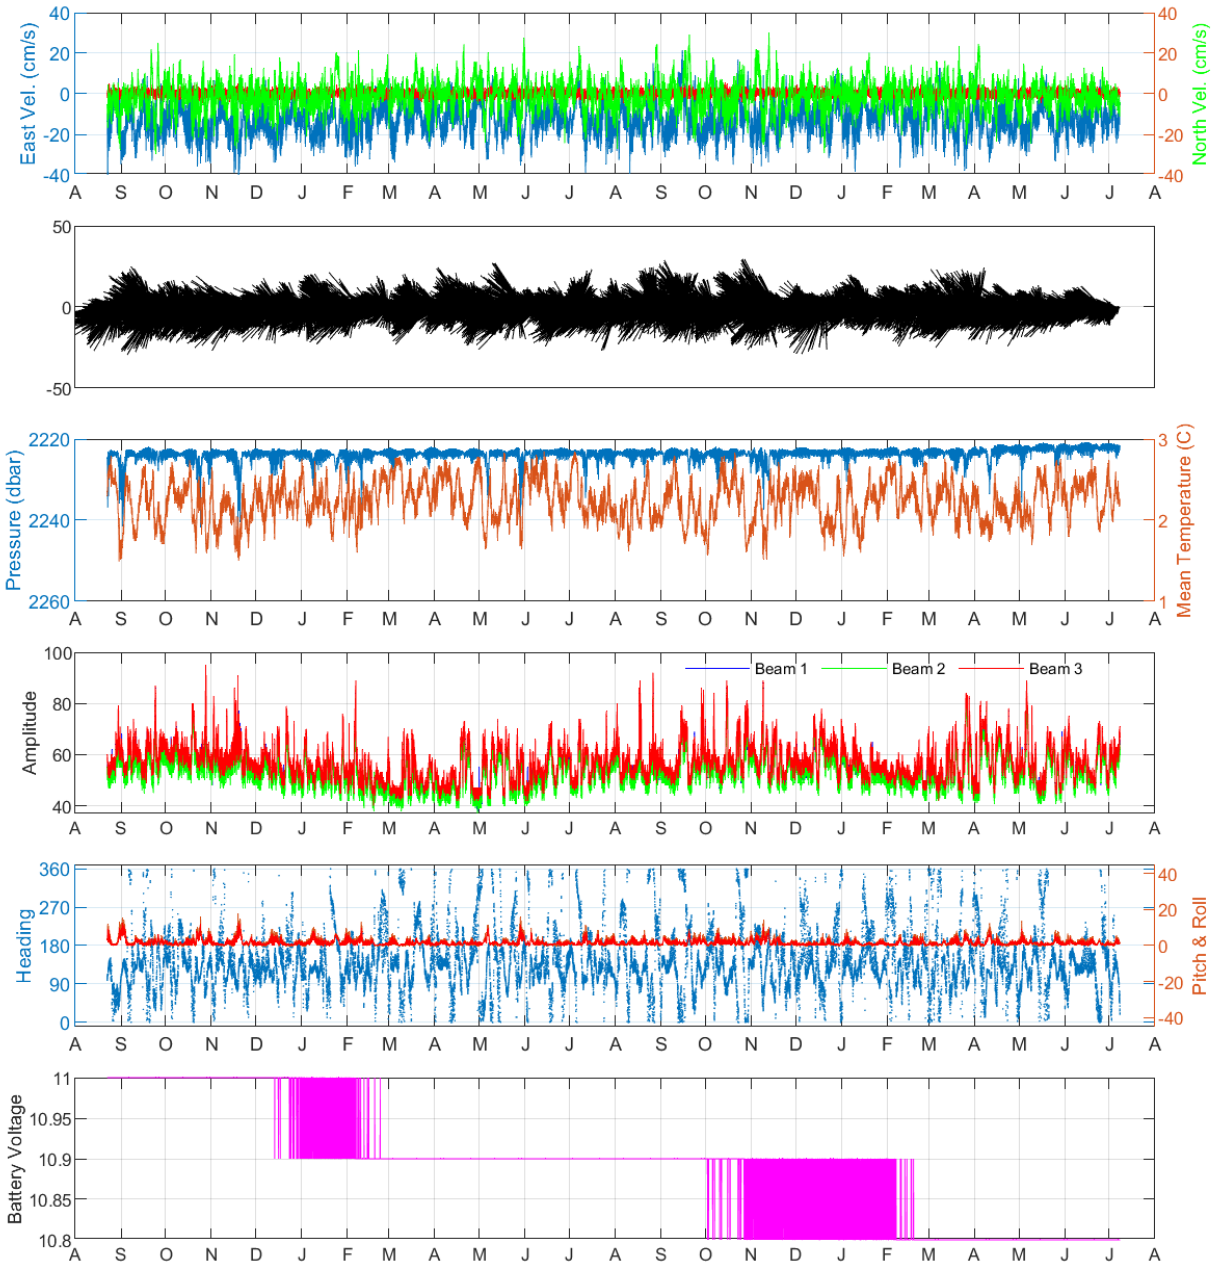 40 40
20 20
0 0
-20 -20
-40 -40
East Vel. (cm/s)
North Vel. (cm/s)
A S O N D J F M A M J J A S O N D J F M A M J J A
50
0
-50
2220 3
2240 2
2260 1
Pressure (dbar)
Mean Temperature (C)
A S O N D J F M A M J J A S O N D J F M A M J J A
100
80
60
40
Amplitude
Beam 1 Beam 2 Beam 3
A S O N D J F M A M J J A S O N D J F M A M J J A
360 40
270 20
180 0
90 -20
0 -40
Heading
Pitch & Roll
A S O N D J F M A M J J A S O N D J F M A M J J A
11
10.95
10.9
10.85
10.8
Battery Voltage
A S O N D J F M A M J J A S O N D J F M A M J J A